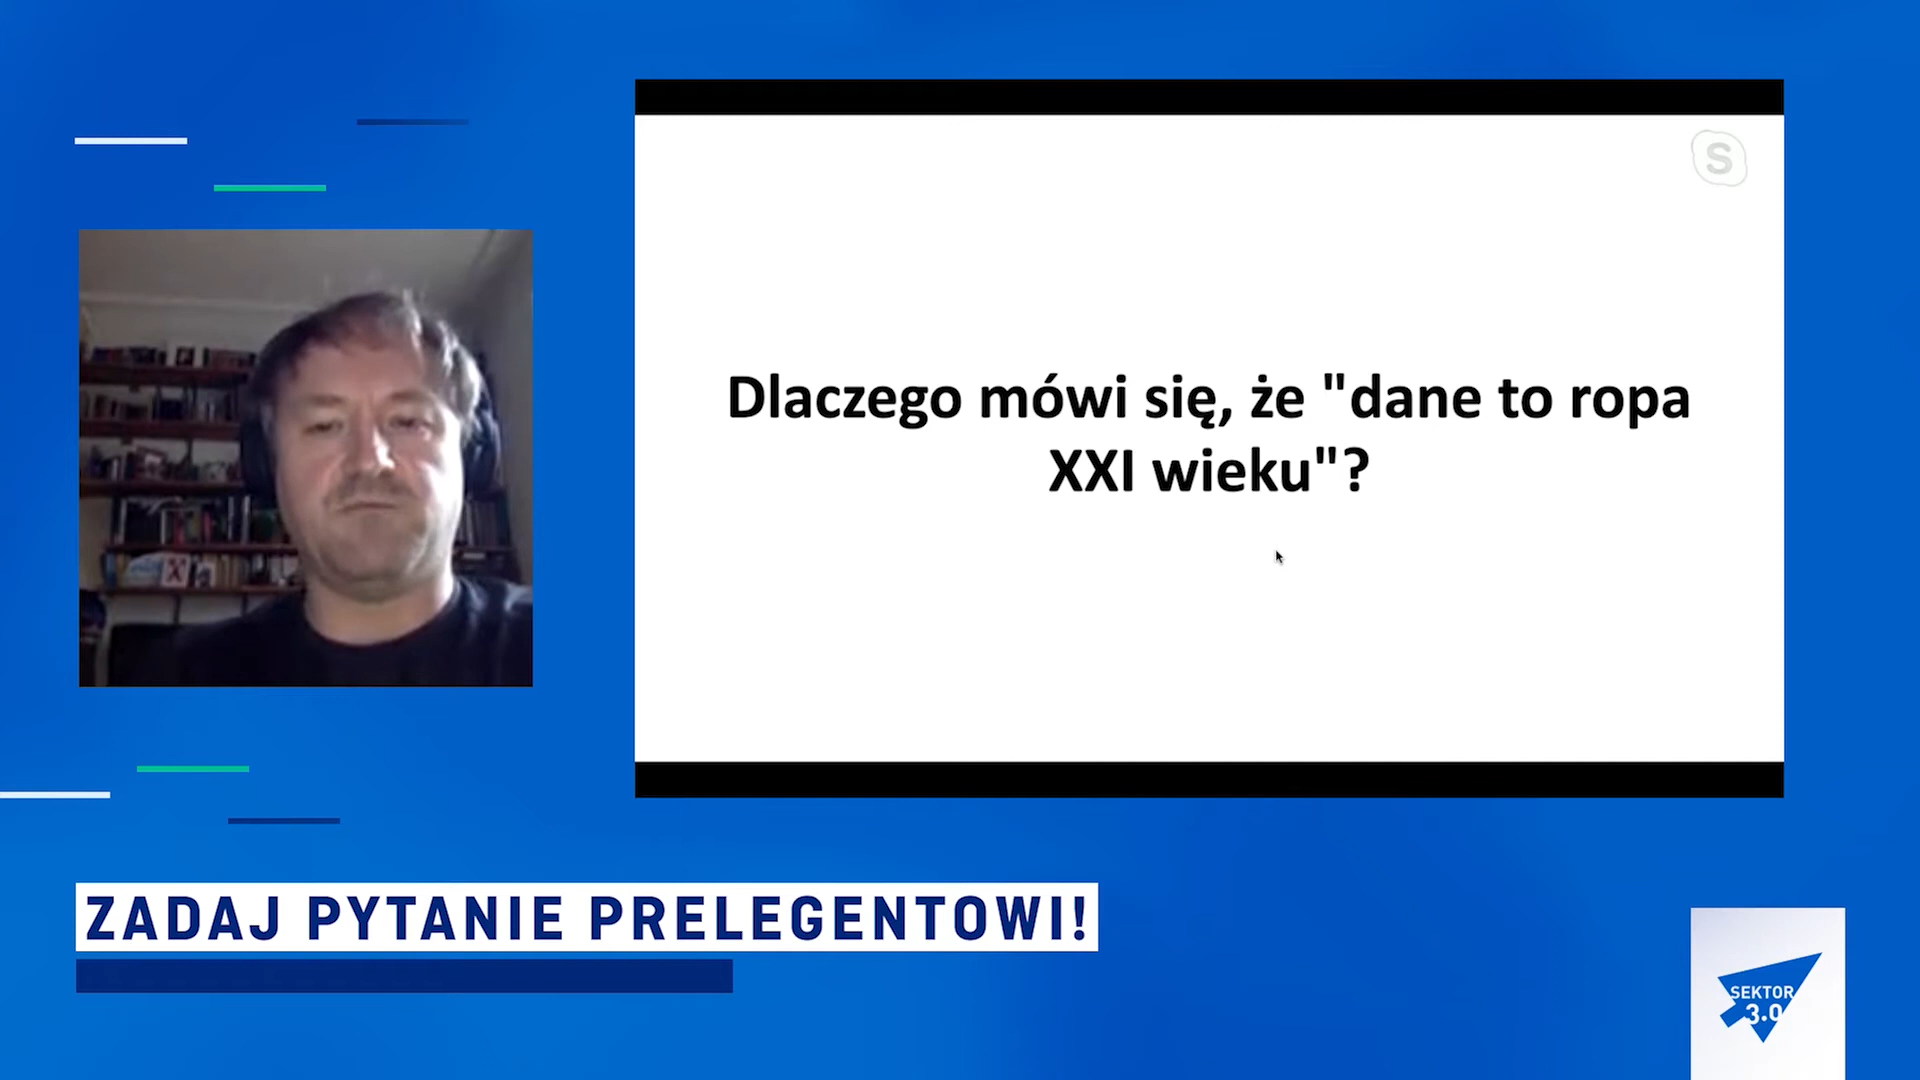 S
Dlaczego mówi się, że "dane to ropa
XXI wieku"?
X
ZADAJ PYTANIE PRELEGENTOWI!
SEKTOR
3.0